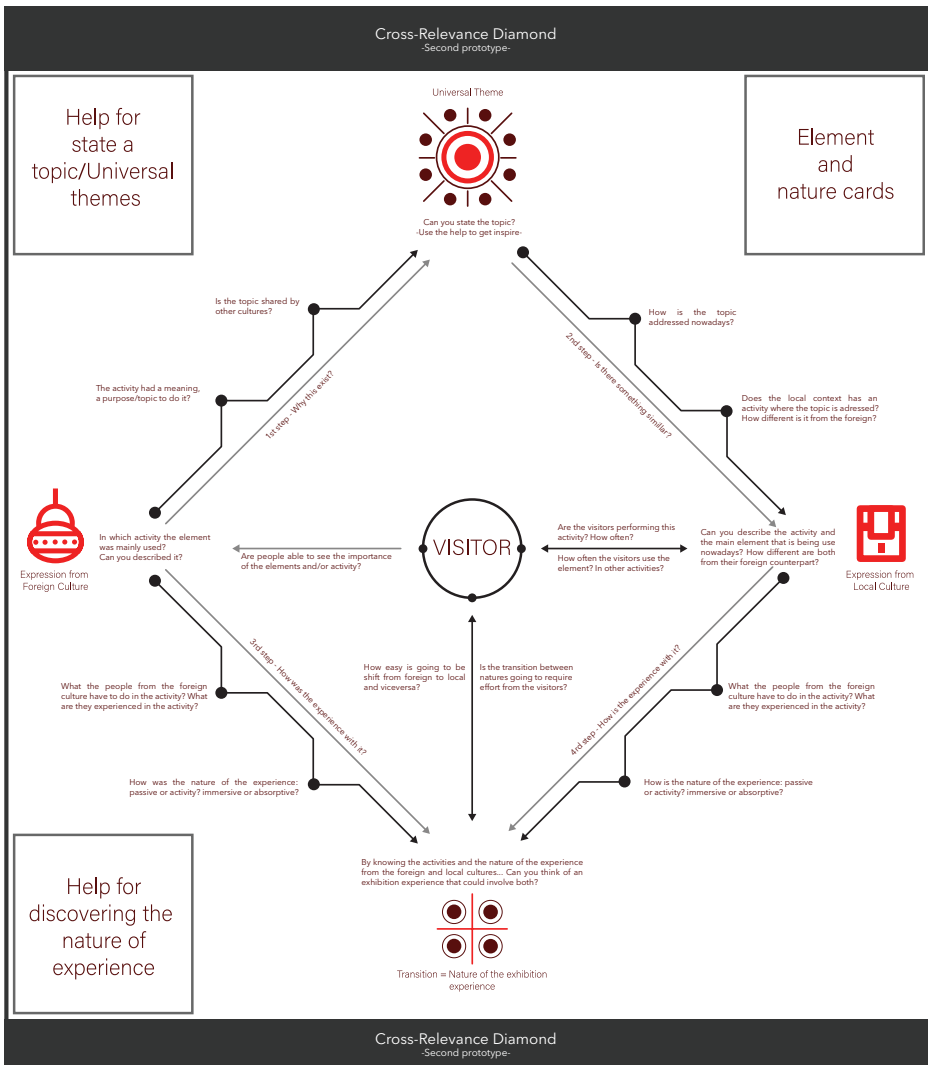 Cross-Relevance Diamond
-Second prototype-
Help for
state a
topic/Universal
themes
Universal Theme
Element
and
nature cards
Can you state the topic?
-Use the help to get inspire-
Is the topic shared by
other cultures?
How is the topic
addressed nowadays?
The activity had a meaning,
a purpose/topic to do it?
1st step - Why this exist?
2nd step - Is there something simillar?
Does the local context has an
activity where the topic is adressed?
How different is it from the foreign?
Expression from
Foreign Culture
In which activity the element
was mainly used?
Can you described it?
Are people able to see the importance
of the elements and/or activity?
VISITOR
Are the visitors performing this
activity? How often?
How often the visitors use the
element? In other activities?
Can you describe the activity and
the main element that is being use
nowadays? How different are both
from their foreign counterpart?
Expression from
Local Culture
3rd step - How was the experience with it?
How easy is going to be
shift from foreign to local
and viceversa?
Is the transition between
natures going to require
effort from the visitors?
4rd step - How is the experience with it?
What the people from the foreign
culture have to do in the activity? What
are they experienced in the activity?
What the people from the foreign
culture have to do in the activity? What
are they experienced in the activity?
How was the nature of the experience:
passive or activity? immersive or absorptive?
How is the nature of the experience: passive
or activity? immersive or absorptive?
Help for
discovering the
nature of
experience
By knowing the activities and the nature of the experience
from the foreign and local cultures... Can you think of an
exhibition experience that could involve both?
Transition = Nature of the exhibition
experience
Cross-Relevance Diamond
-Second prototype-